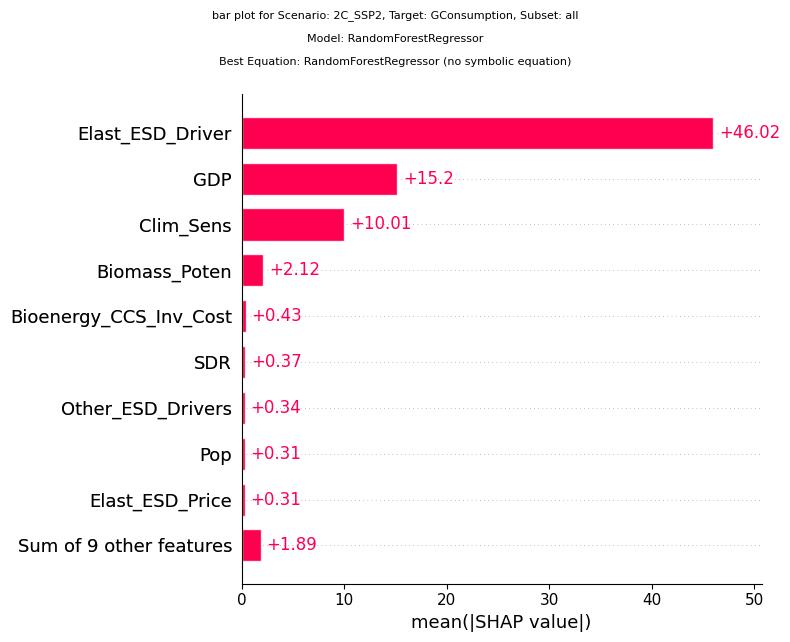 bar plot for Scenario: 2C_SSP2, Target: GConsumption, Subset: all
Model: RandomForestRegressor
Best Equation: RandomForestRegressor (no symbolic equation)
Elast_ESD_Driver +46.02
GDP +15.2
Clim_Sens +10.01
Biomass_Poten +2.12
Bioenergy_CCS_Inv_Cost +0.43
SDR +0.37
Other_ESD_Drivers +0.34
Pop +0.31
Elast_ESD_Price +0.31
Sum of 9 other features +1.89
0 10 20 30 40 50
mean(|SHAP value|)